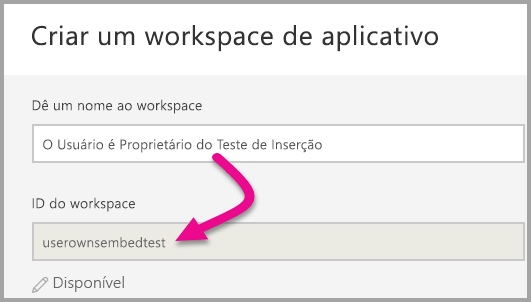 Criar um workspace de aplicativo
Dê um nome ao workspace
O Usuário é Proprietário do Teste de Inserção
ID do workspace
userownsembedtest
Disponível